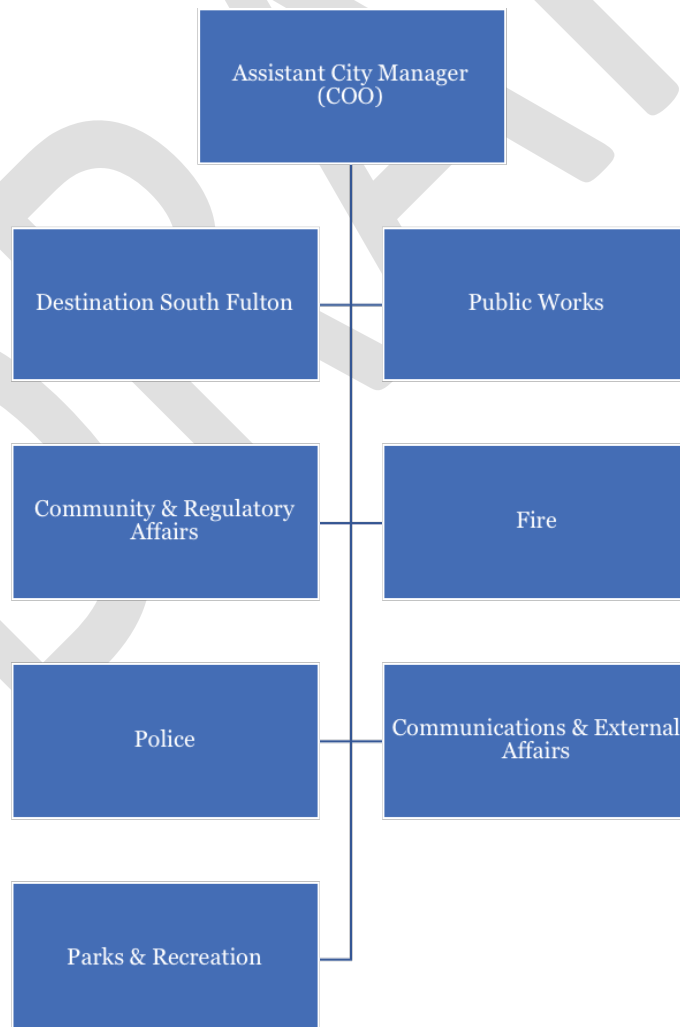 Assistant City Manager
(COO)
Destination South Fulton
Public Works
Community & Regulatory
Affairs
Fire
Police
Communications & External
Affairs
Parks & Recreation